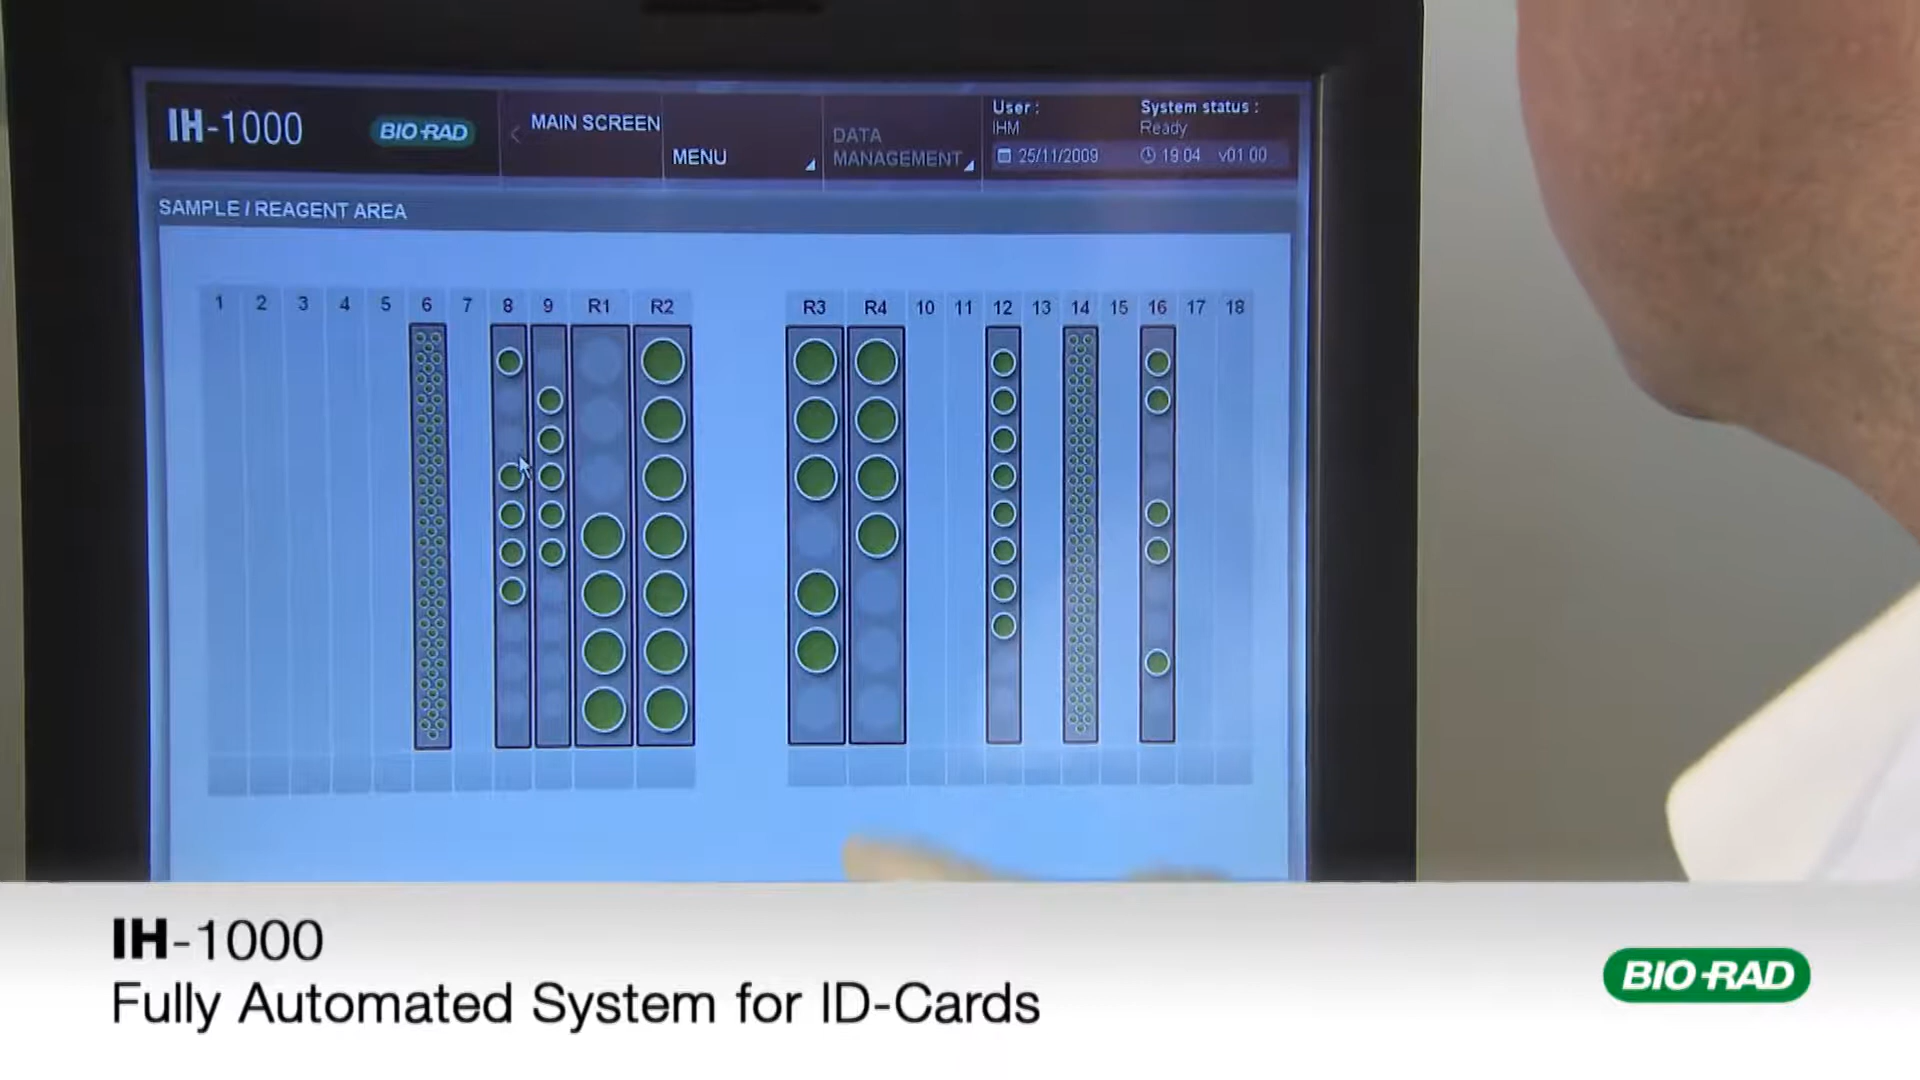 IH-1000
BIO-RAD
MAIN SCREEN
MENU
DATA
MANAGEMENT
User :
IHM
System status :
Ready
25/11/2009
19 04
v01 00
SAMPLE / REAGENT AREA
1 2 3 4 5 6 7 8 9 R1 R2 R3 R4 10 11 12 13 14 15 16 17 18
IH-1000
Fully Automated System for ID-Cards
BIO-RAD